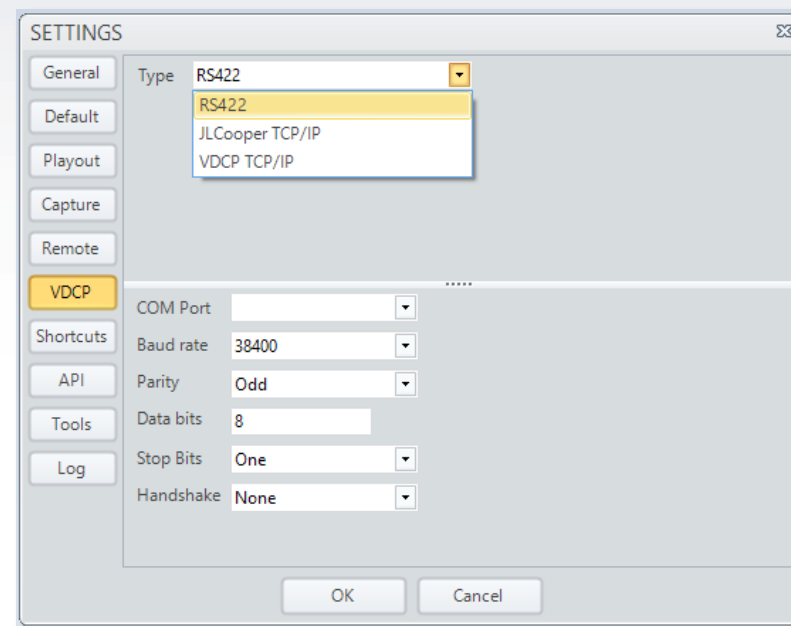 SETTINGS
General
Default
Playout
Capture
Remote
VDCP
Shortcuts
API
Tools
Log
Type RS422
RS422
JLCooper TCP/IP
VDCP TCP/IP
COM Port
Baud rate 38400
Parity Odd
Data bits 8
Stop Bits One
Handshake None
OK Cancel